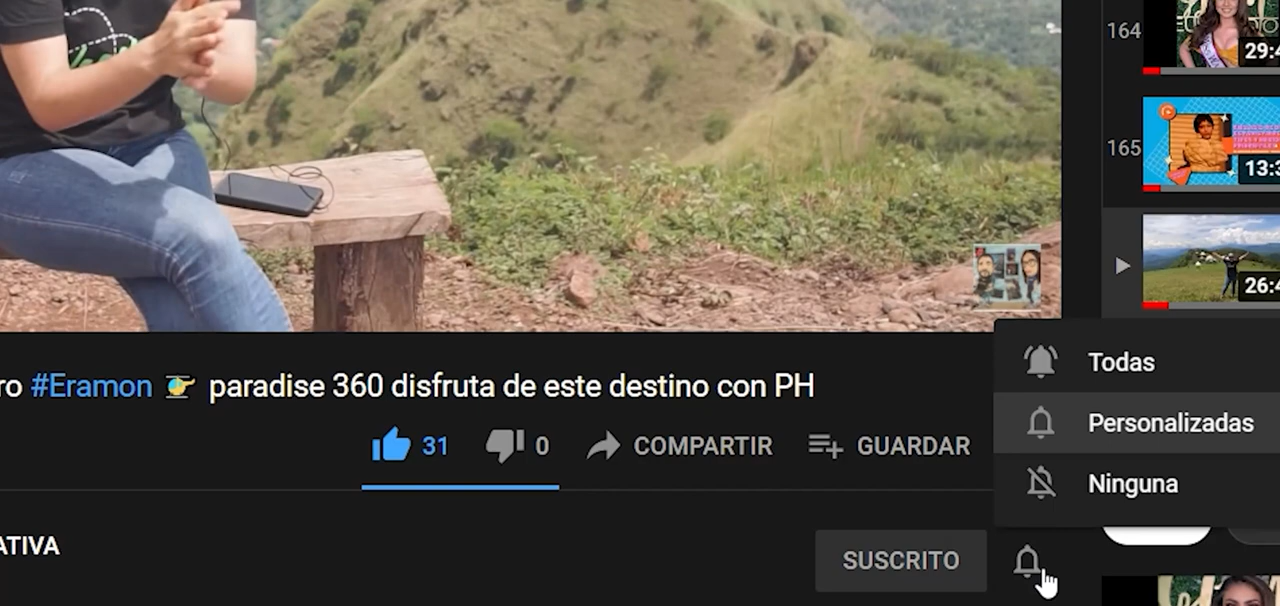 164
29:4
165
13:3
26:4
Todas
ro #Eramon paradise 360 disfruta de este destino con PH
Personalizadas
31
0
COMPARTIR
GUARDAR
Ninguna
ATIVA
SUSCRITO